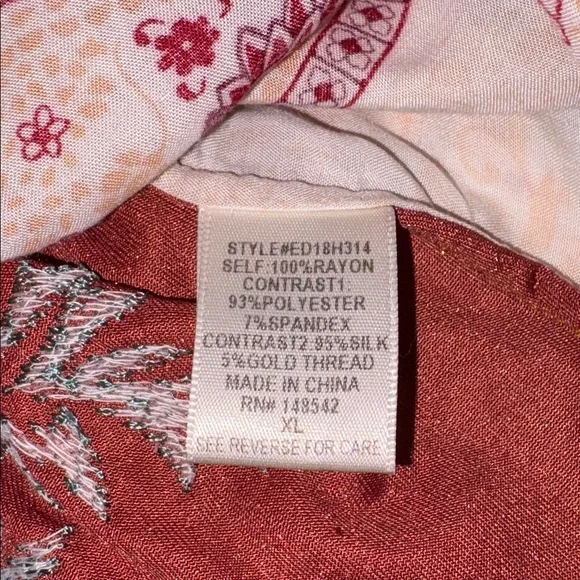 STYLE#ED18H314
SELF:100%RAYON
CONTRAST1:
93%POLYESTER
7%SPANDEX
CONTRAST2:95%SILK
5%GOLD THREAD
MADE IN CHINA
RN# 148542
XL
SEE REVERSE FOR CARE